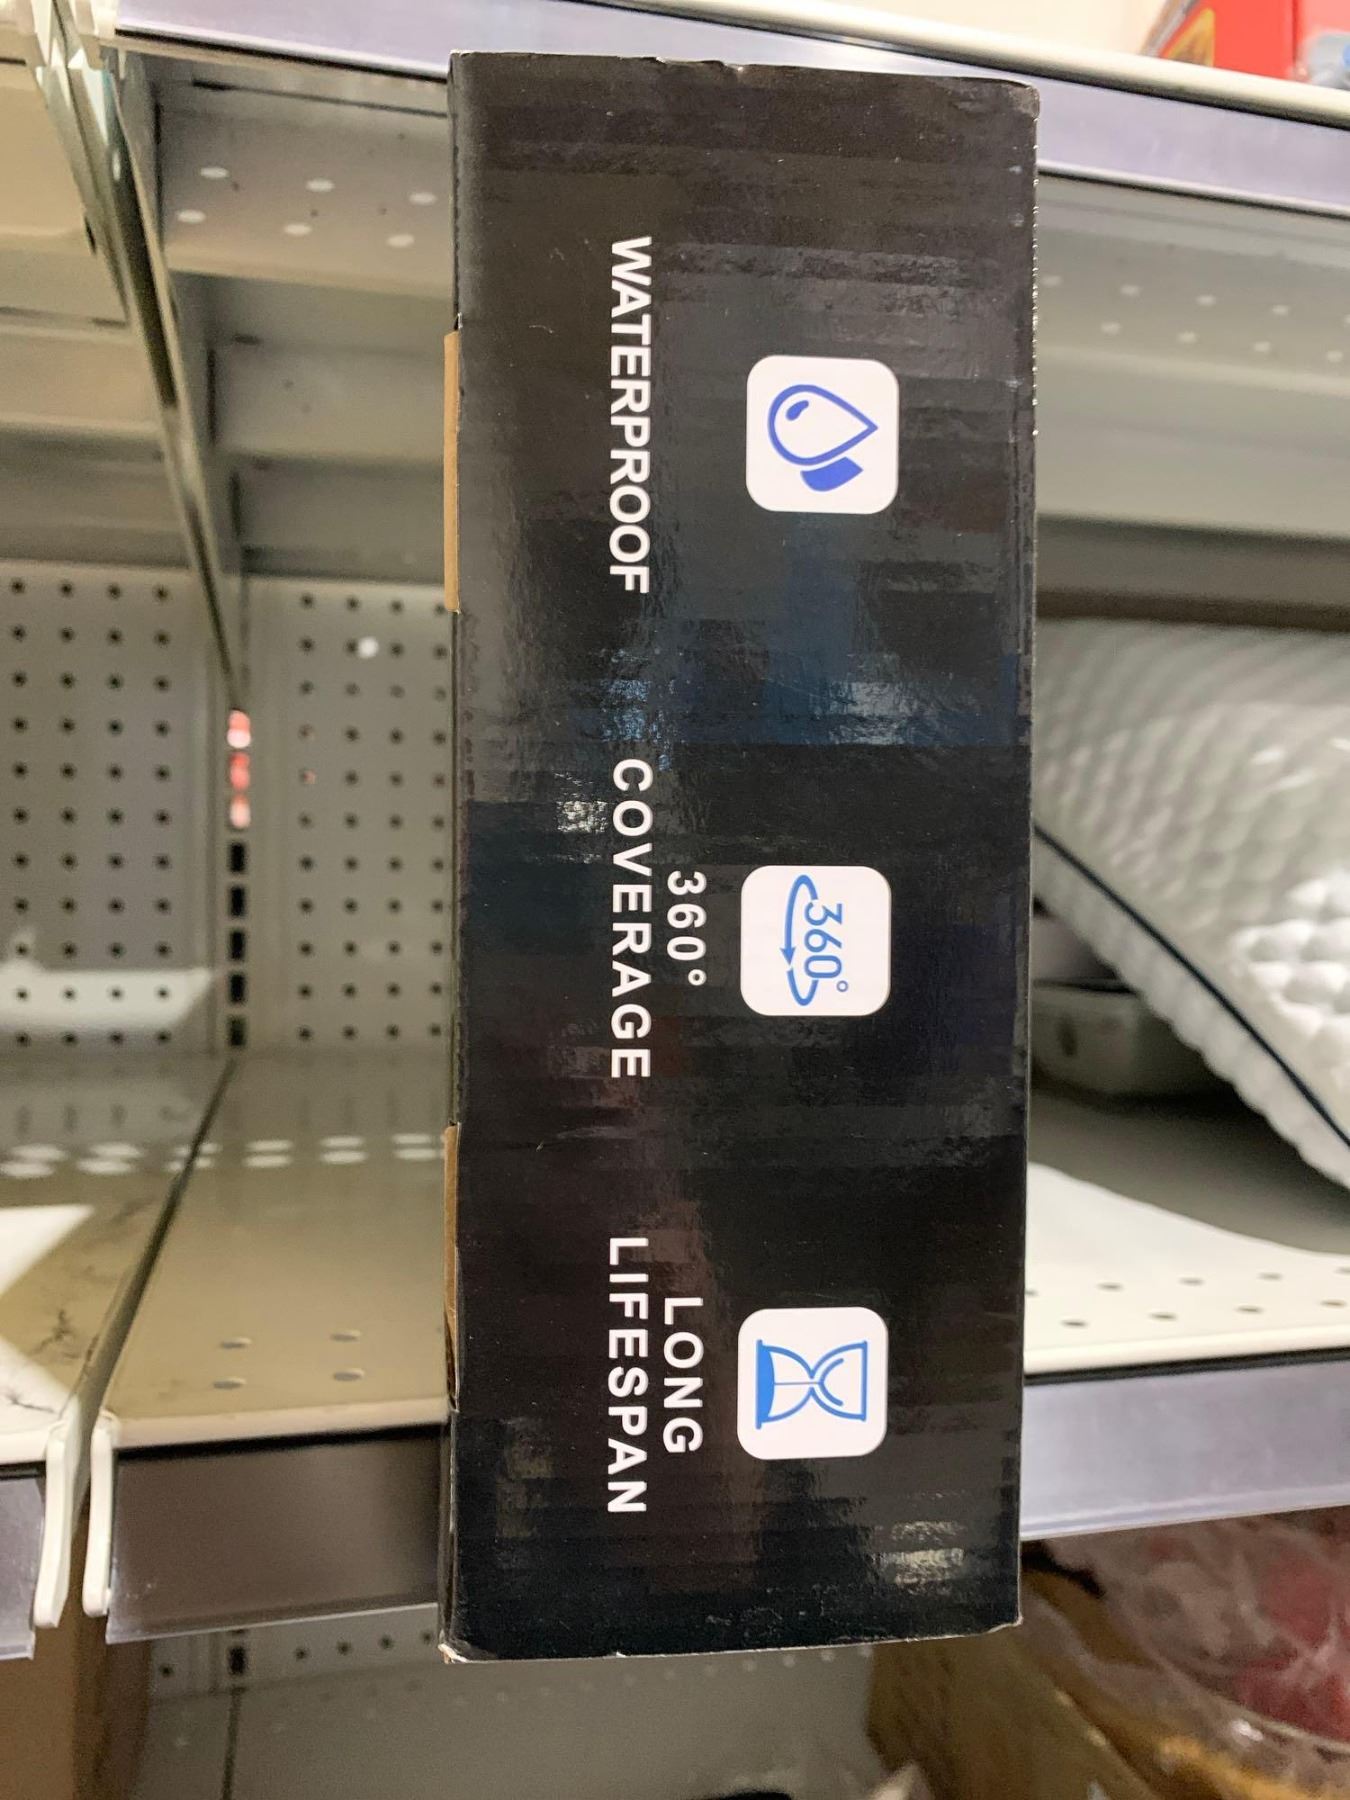 WATERPROOF
360°
360°
COVERAGE
LONG
LIFESPAN